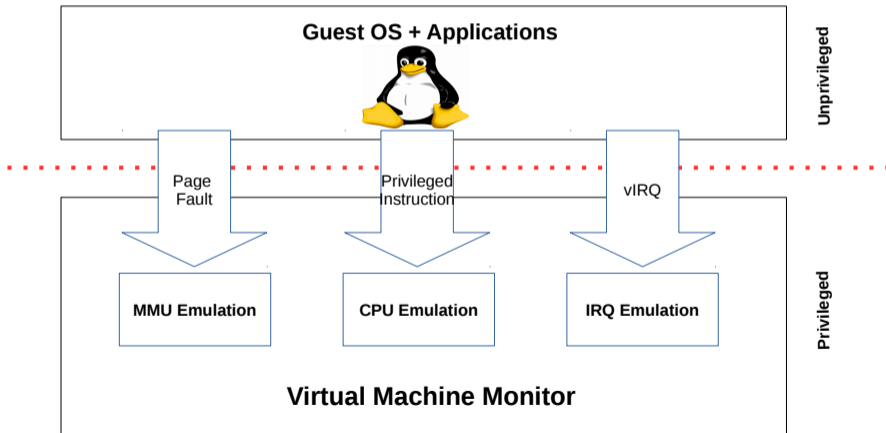 Guest OS + Applications
Unprivileged
Page
Fault
Privileged
Instruction
vIRQ
MMU Emulation
CPU Emulation
IRQ Emulation
Privileged
Virtual Machine Monitor